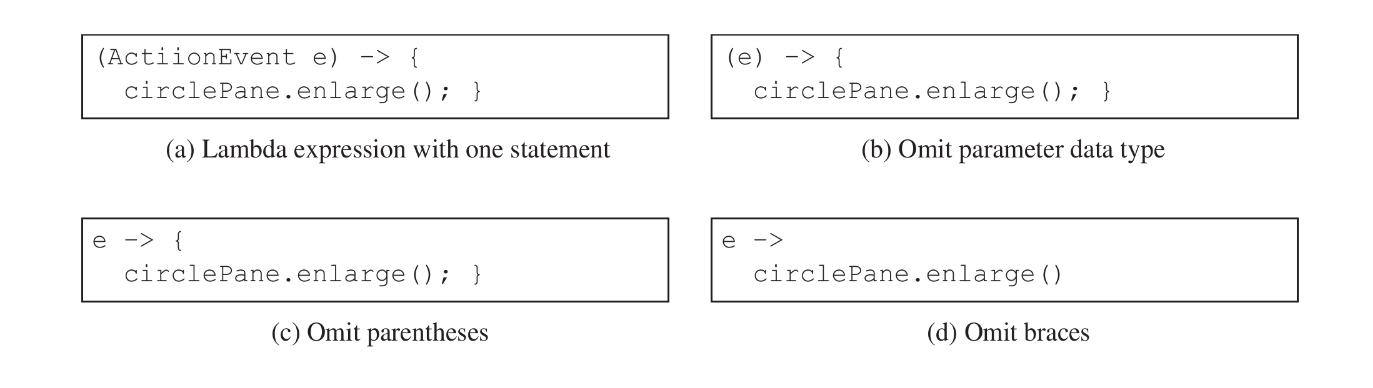 (ActiionEvent e) -> {
  circlePane.enlarge(); }
(a) Lambda expression with one statement
(e) -> {
  circlePane.enlarge(); }
(b) Omit parameter data type
e -> {
  circlePane.enlarge(); }
(c) Omit parentheses
e ->
  circlePane.enlarge()
(d) Omit braces